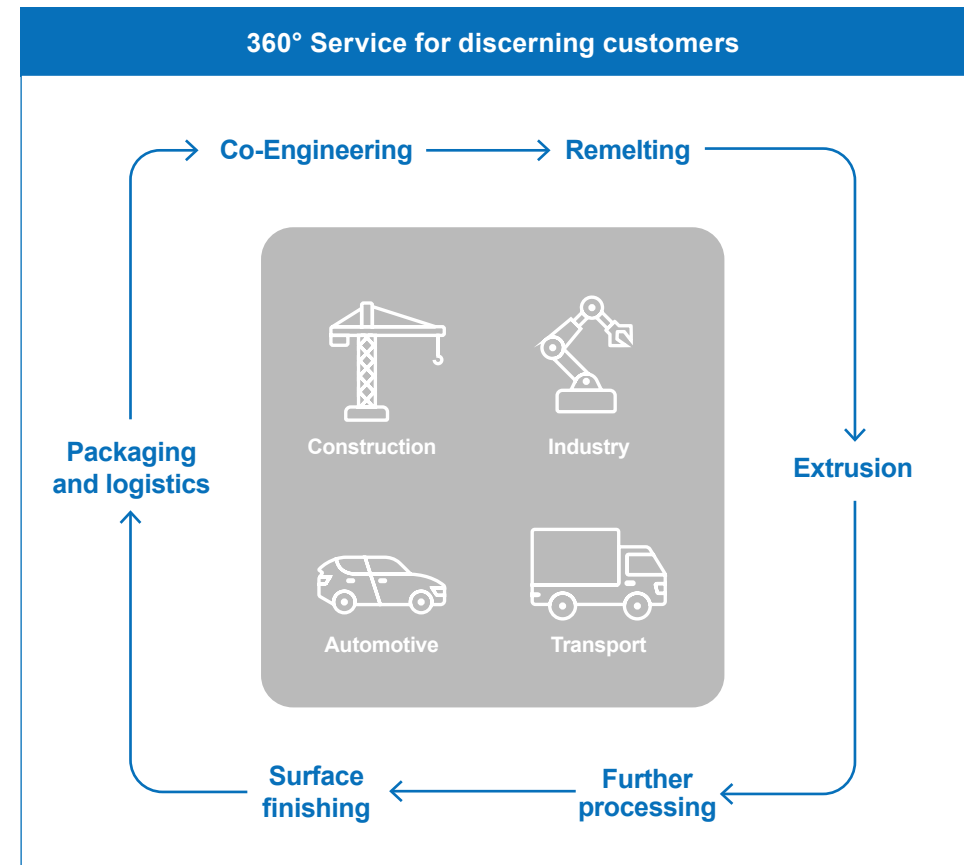 360° Service for discerning customers
Co-Engineering
Remelting
Construction
Industry
Packaging
and logistics
Extrusion
Automotive
Transport
Surface
finishing
Further
processing